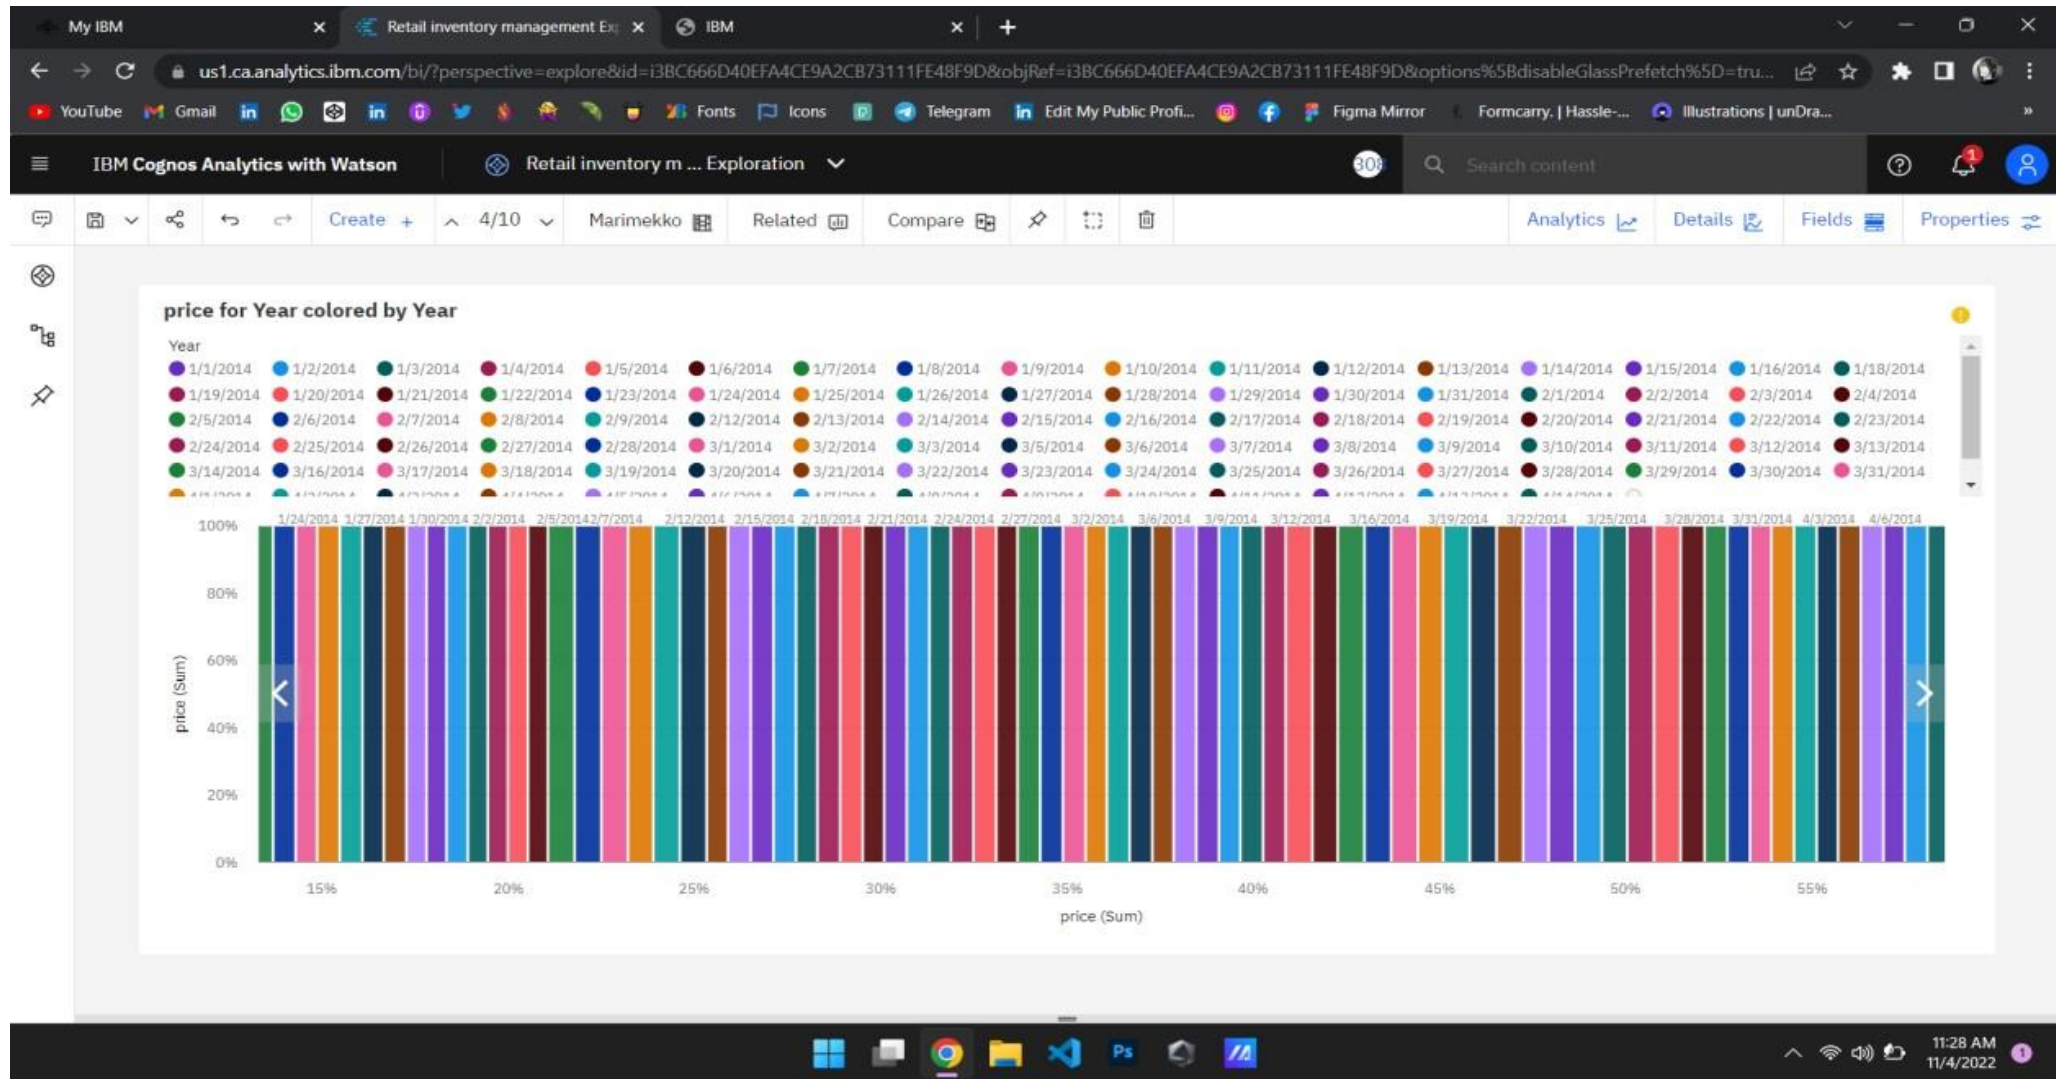 My IBM
Retail inventory management Ex
IBM
us1.ca.analytics.ibm.com/bi/?perspective=explore&id=i3BC666D40EFA4CE9A2CB73111FE48F9D&objRef=i3BC666D40EFA4CE9A2CB73111FE48F9D&options%5BdisableGlassPrefetch%5D=tru...
YouTube Gmail Fonts Icons Telegram Edit My Public Profi... Figma Mirror Formcarry. | Hassle-... Illustrations | unDra...
IBM Cognos Analytics with Watson Retail inventory m ... Exploration 308 Search content 1
Create + 4/10 Marimekko Related Compare Analytics Details Fields Properties
price for Year colored by Year
Year
1/1/2014 1/2/2014 1/3/2014 1/4/2014 1/5/2014 1/6/2014 1/7/2014 1/8/2014 1/9/2014 1/10/2014 1/11/2014 1/12/2014 1/13/2014 1/14/2014 1/15/2014 1/16/2014 1/18/2014
1/19/2014 1/20/2014 1/21/2014 1/22/2014 1/23/2014 1/24/2014 1/25/2014 1/26/2014 1/27/2014 1/28/2014 1/29/2014 1/30/2014 1/31/2014 2/1/2014 2/2/2014 2/3/2014 2/4/2014
2/5/2014 2/6/2014 2/7/2014 2/8/2014 2/9/2014 2/12/2014 2/13/2014 2/14/2014 2/15/2014 2/16/2014 2/17/2014 2/18/2014 2/19/2014 2/20/2014 2/21/2014 2/22/2014 2/23/2014
2/24/2014 2/25/2014 2/26/2014 2/27/2014 2/28/2014 3/1/2014 3/2/2014 3/3/2014 3/5/2014 3/6/2014 3/7/2014 3/8/2014 3/9/2014 3/10/2014 3/11/2014 3/12/2014 3/13/2014
3/14/2014 3/16/2014 3/17/2014 3/18/2014 3/19/2014 3/20/2014 3/21/2014 3/22/2014 3/23/2014 3/24/2014 3/25/2014 3/26/2014 3/27/2014 3/28/2014 3/29/2014 3/30/2014 3/31/2014
1/24/2014 1/27/2014 1/30/2014 2/2/2014 2/5/2014 2/7/2014 2/12/2014 2/15/2014 2/18/2014 2/21/2014 2/24/2014 2/27/2014 3/2/2014 3/6/2014 3/9/2014 3/12/2014 3/16/2014 3/19/2014 3/22/2014 3/25/2014 3/28/2014 3/31/2014 4/3/2014 4/6/2014
100%
80%
60%
40%
20%
0%
price (Sum)
15% 20% 25% 30% 35% 40% 45% 50% 55%
price (Sum)
Ps
11:28 AM
11/4/2022
1